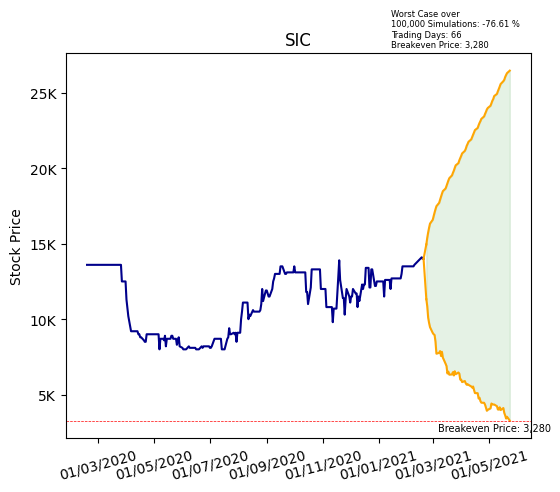 Worst Case over
100,000 Simulations: -76.61 %
Trading Days: 66
Breakeven Price: 3,280
SIC
Stock Price
25K
20K
15K
10K
5K
Breakeven Price: 3,280
01/03/2020
01/05/2020
01/07/2020
01/09/2020
01/11/2020
01/01/2021
01/03/2021
01/05/2021